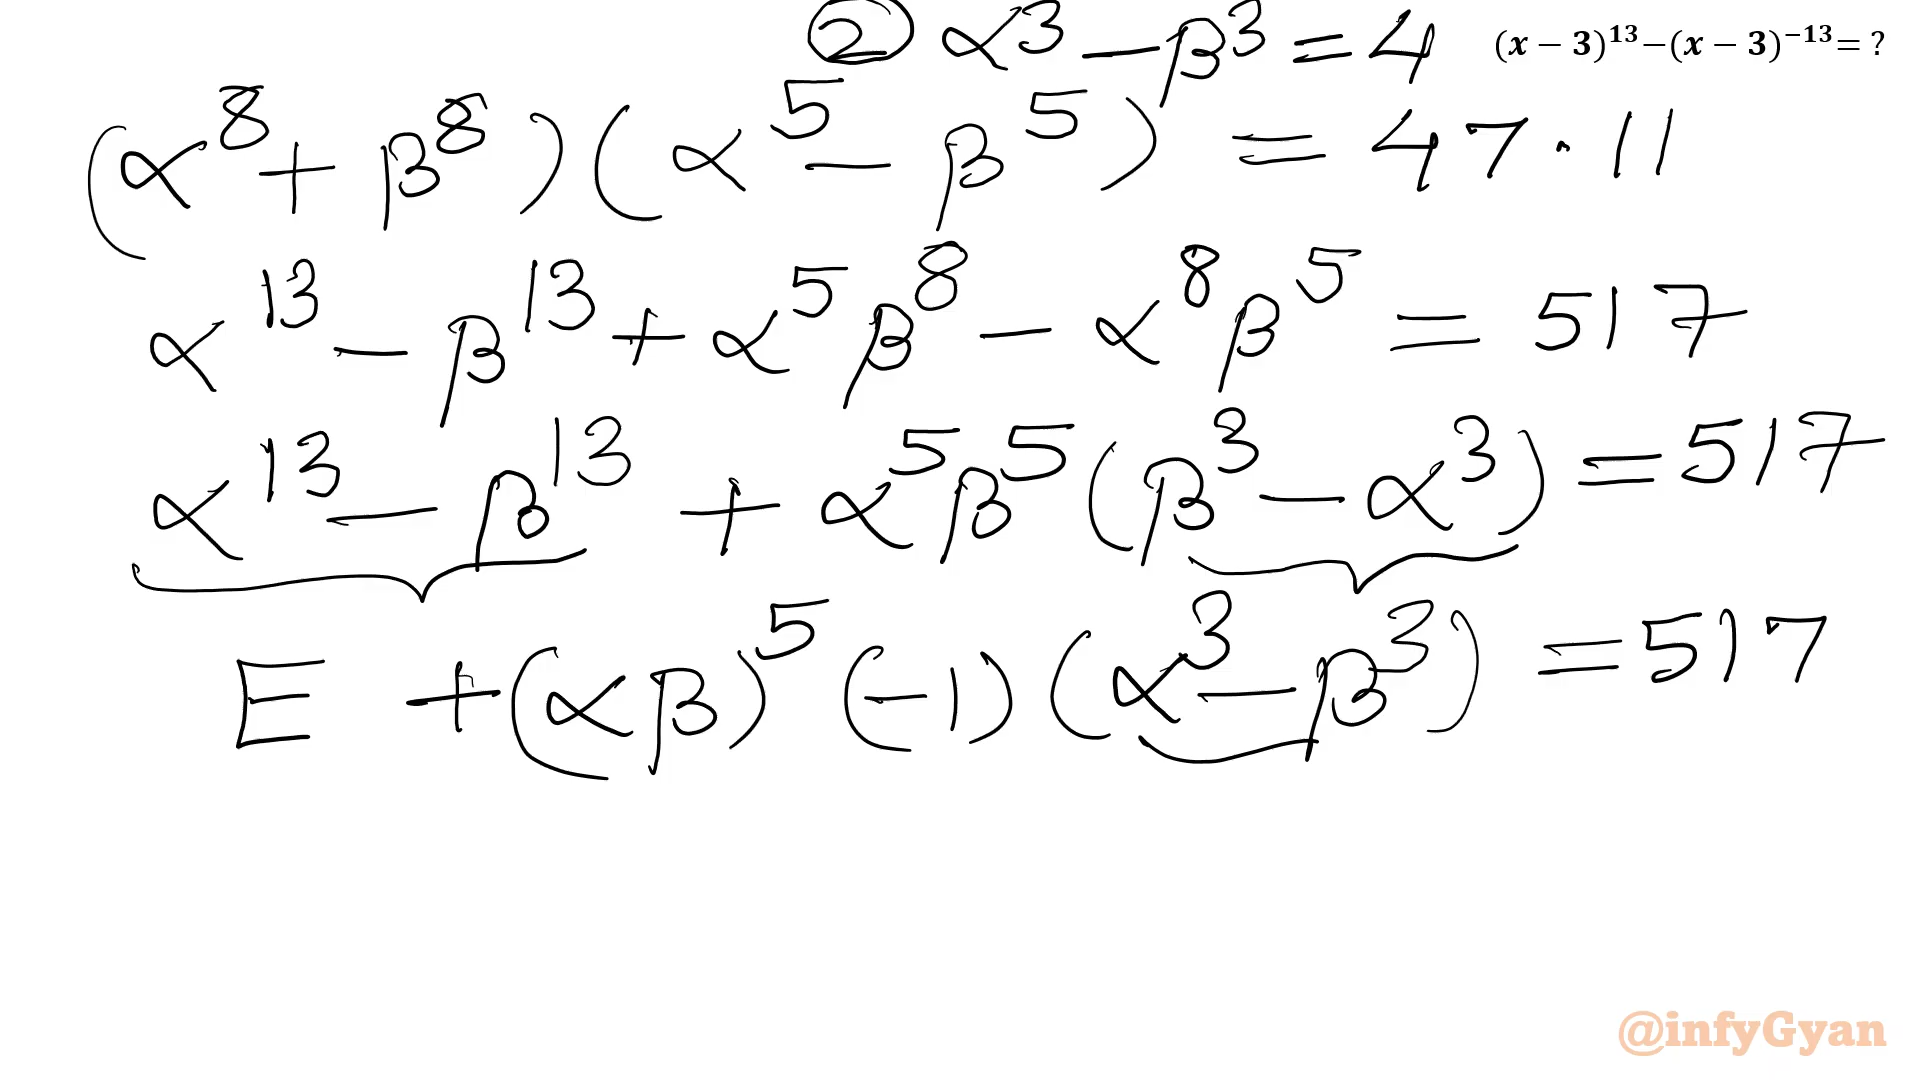 ② α³ − β³ = 4 (x − 3)¹³−(x − 3)⁻¹³= ?
(α⁸ + β⁸)(α⁵ − β⁵) = 47 · 11
α¹³ − β¹³ + α⁵β⁸ − α⁸β⁵ = 517
α¹³ − β¹³ + α⁵β⁵(β³ − α³) = 517
E + (αβ)⁵(−1)(α³ − β³) = 517
@infyGyan